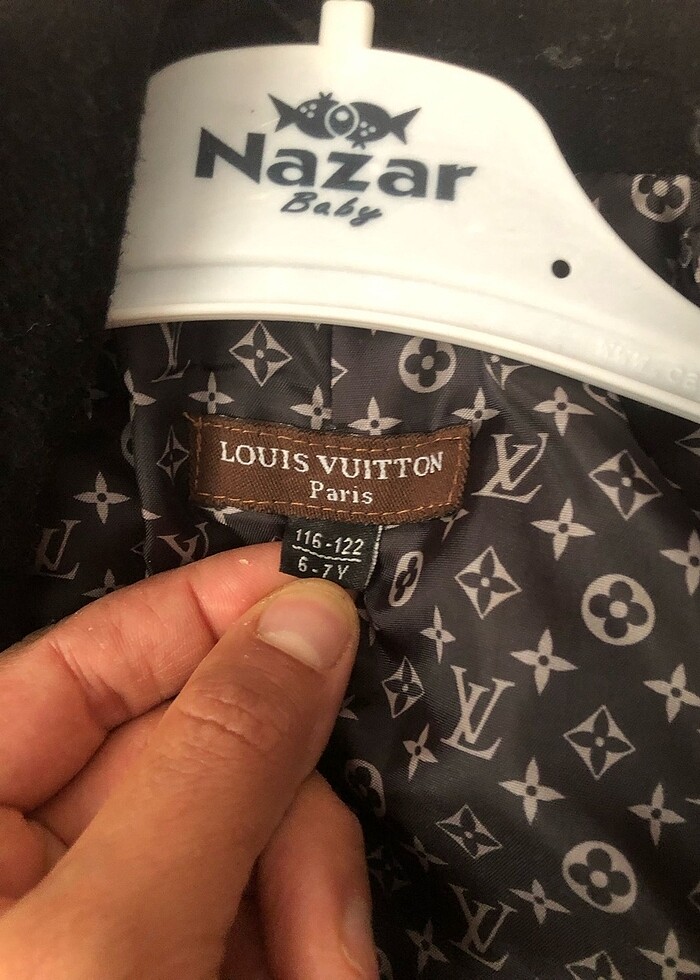 Nazar
Baby
LOUIS VUITTON
Paris
116-122
6-7Y